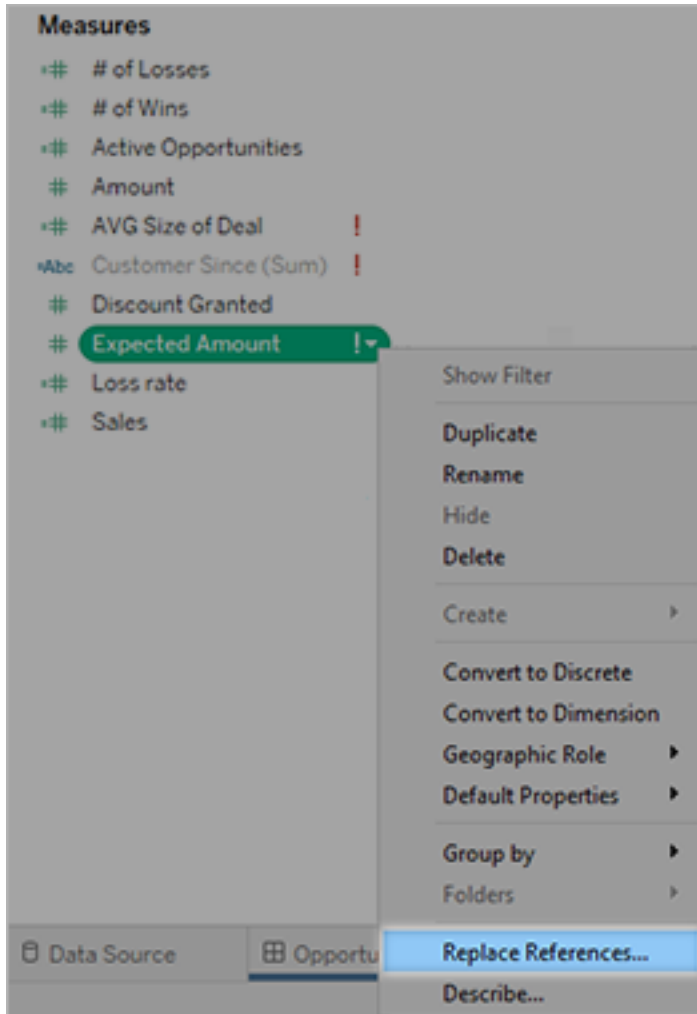 Measures
# of Losses
# of Wins
Active Opportunities
Amount
AVG Size of Deal !
Abc Customer Since (Sum) !
Discount Granted
Expected Amount !
Loss rate
Sales
Show Filter
Duplicate
Rename
Hide
Delete
Create
Convert to Discrete
Convert to Dimension
Geographic Role
Default Properties
Group by
Folders
Replace References...
Describe...
Data Source
Opportu